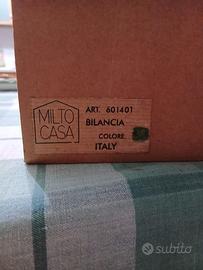 MILTO
CASA
ART. 601401
BILANCIA
COLORE.
ITALY
subito